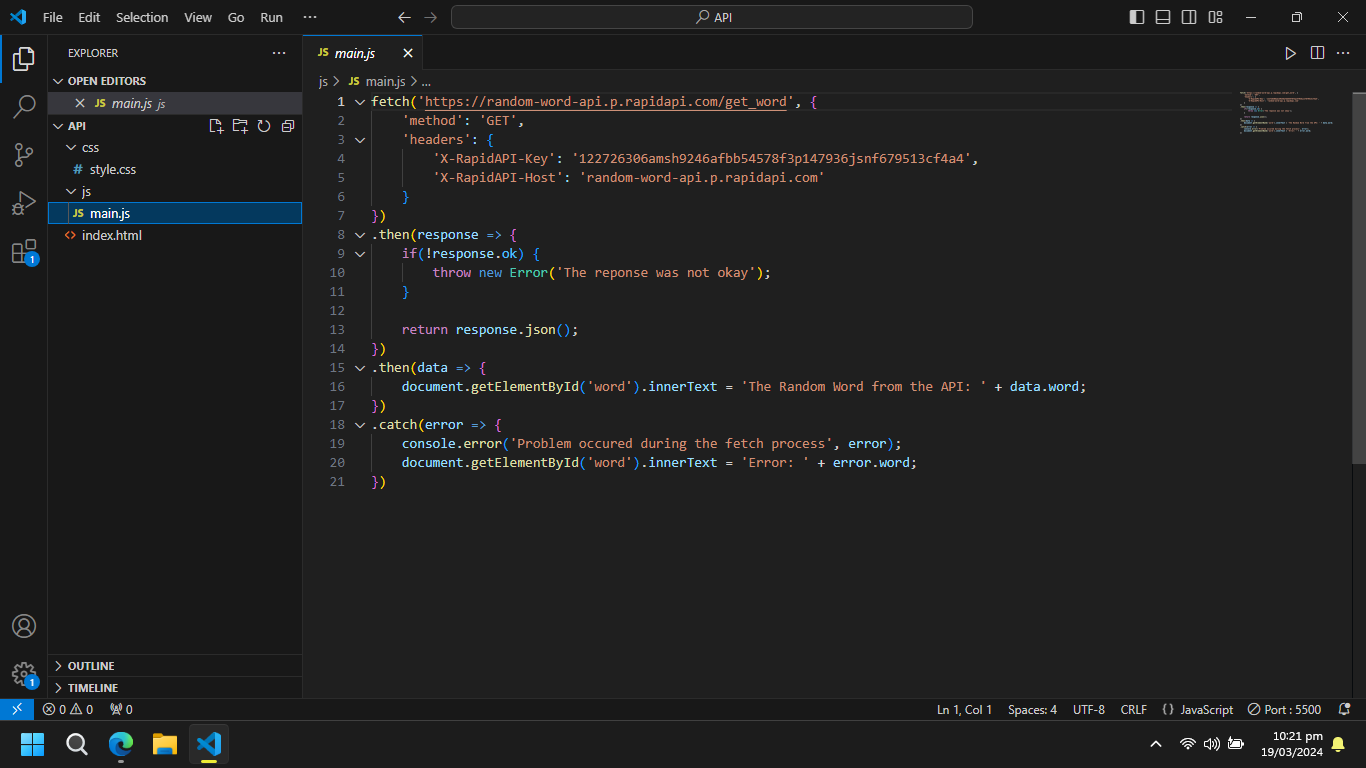 File Edit Selection View Go Run ··· API
EXPLORER ···
OPEN EDITORS
JS main.js js
API
css
# style.css
js
JS main.js
<> index.html
OUTLINE
TIMELINE
JS main.js
js > JS main.js > ...
1 fetch('https://random-word-api.p.rapidapi.com/get_word', {
2 'method': 'GET',
3 'headers': {
4 'X-RapidAPI-Key': '122726306amsh9246afbb54578f3p147936jsnf679513cf4a4',
5 'X-RapidAPI-Host': 'random-word-api.p.rapidapi.com'
6 }
7 })
8 .then(response => {
9 if(!response.ok) {
10 throw new Error('The reponse was not okay');
11 }
12
13 return response.json();
14 })
15 .then(data => {
16 document.getElementById('word').innerText = 'The Random Word from the API: ' + data.word;
17 })
18 .catch(error => {
19 console.error('Problem occured during the fetch process', error);
20 document.getElementById('word').innerText = 'Error: ' + error.word;
21 })
1
1
0 0 0 Ln 1, Col 1 Spaces: 4 UTF-8 CRLF {} JavaScript Port : 5500
10:21 pm
19/03/2024